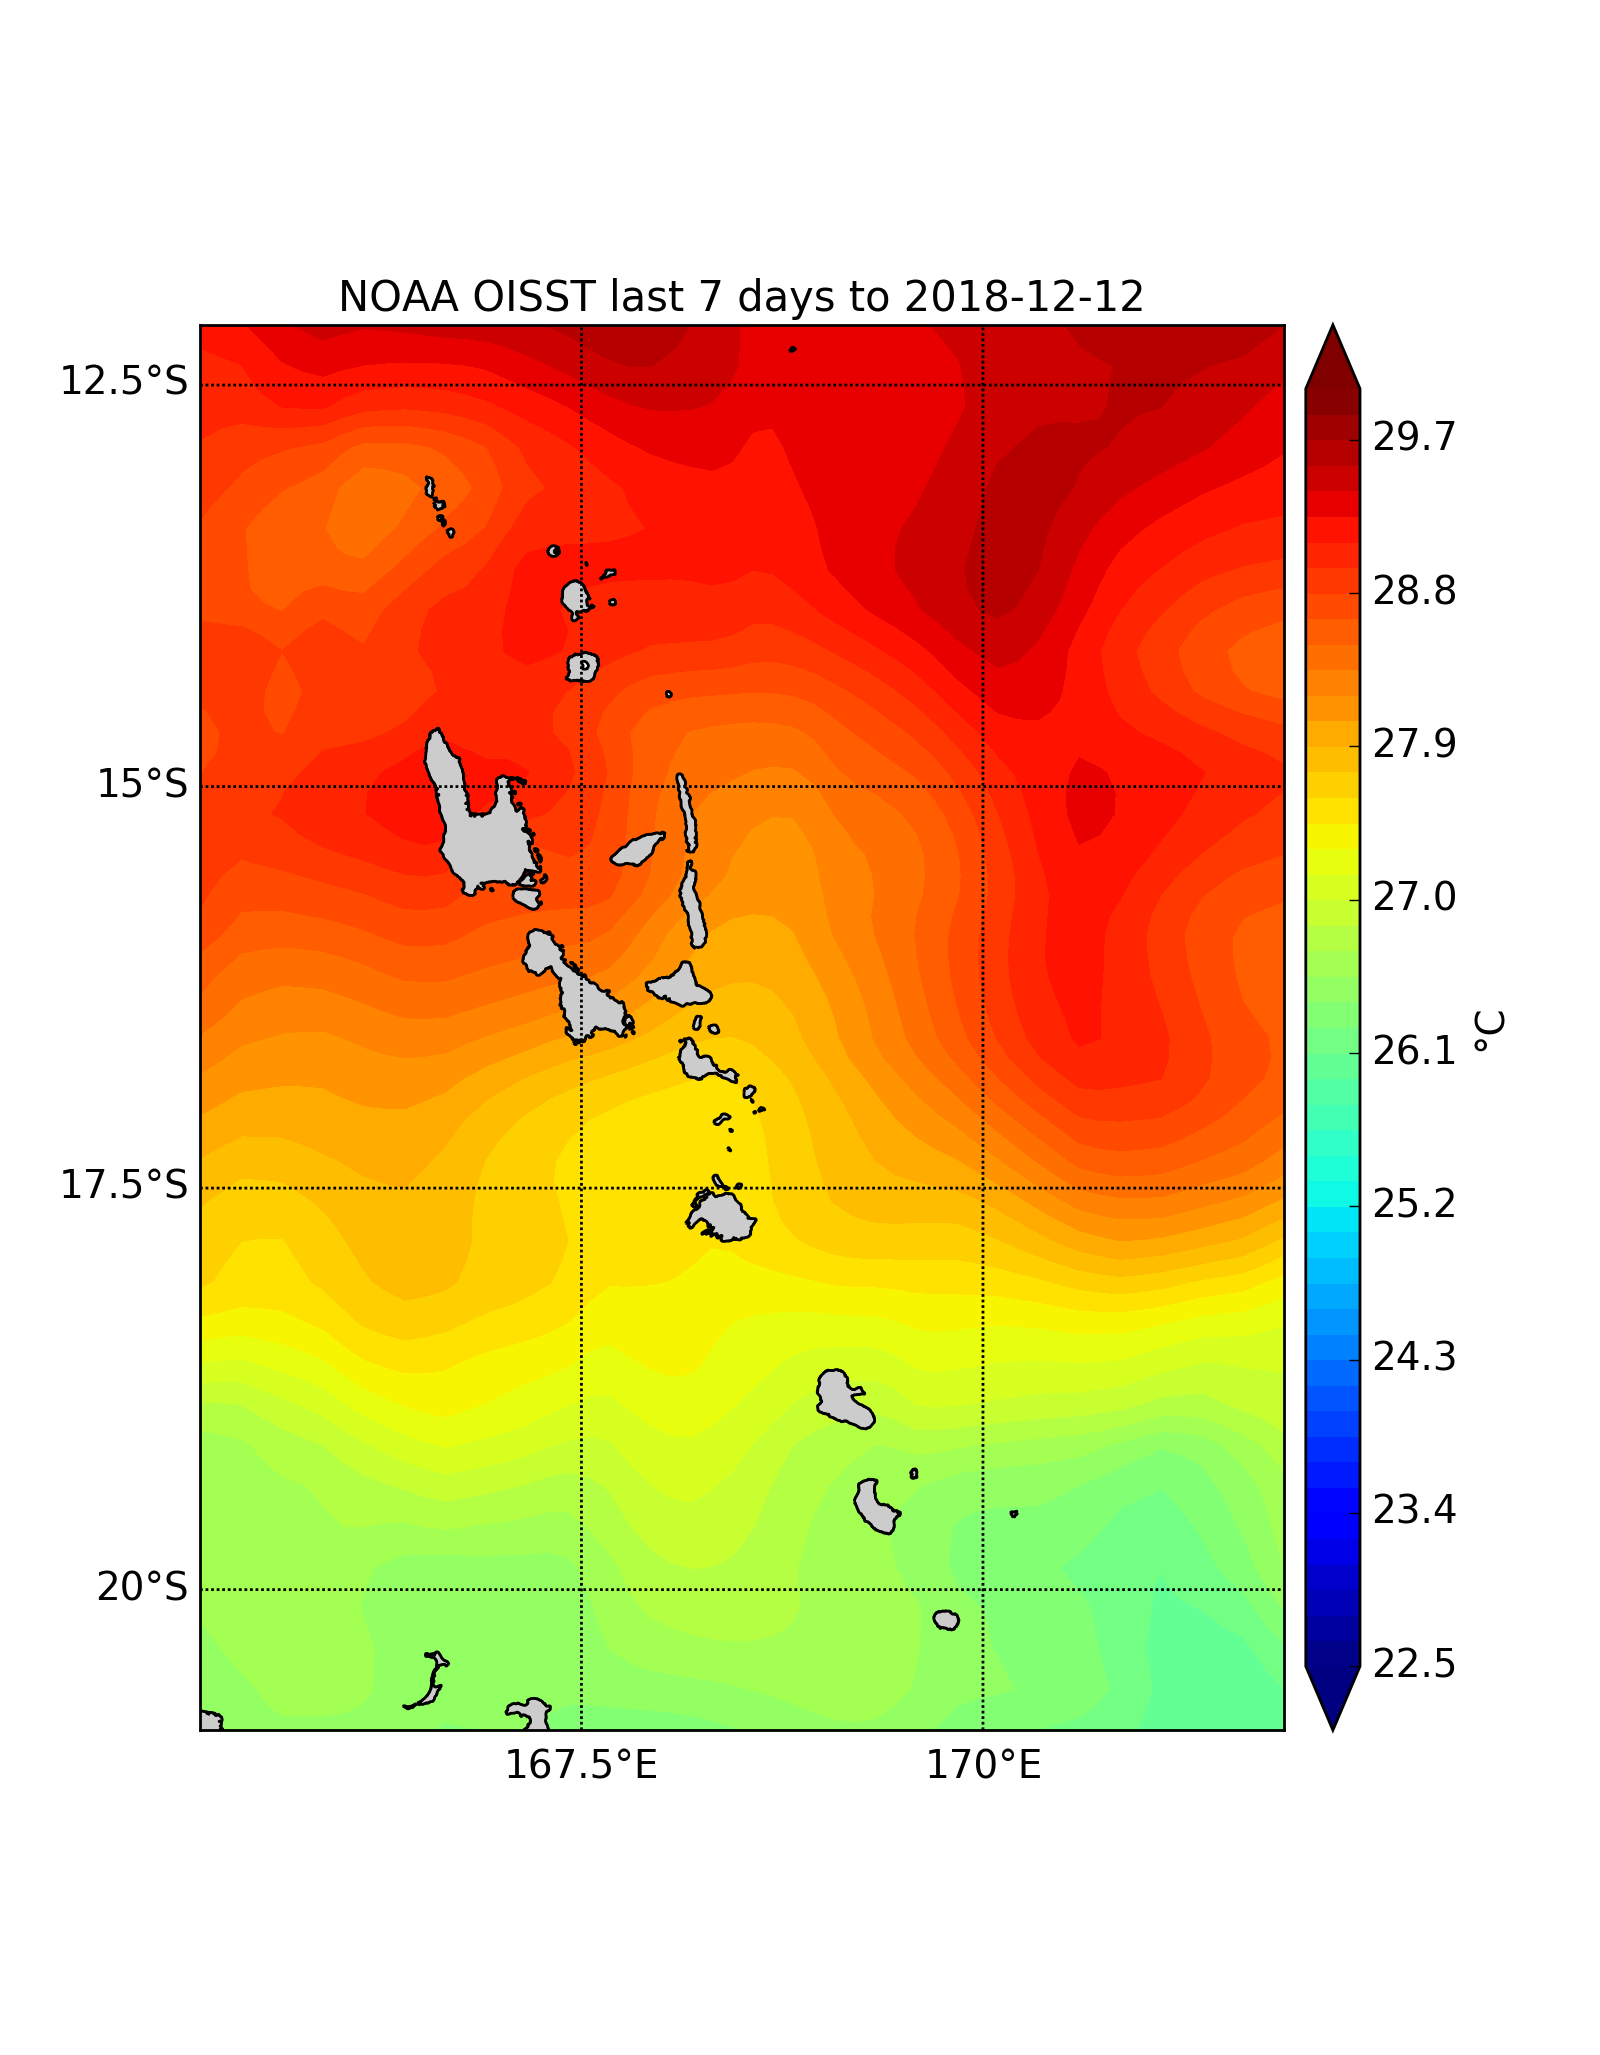 NOAA OISST last 7 days to 2018-12-12
12.5°S
15°S
17.5°S
20°S
167.5°E
170°E
29.7
28.8
27.9
27.0
26.1
25.2
24.3
23.4
22.5
°C